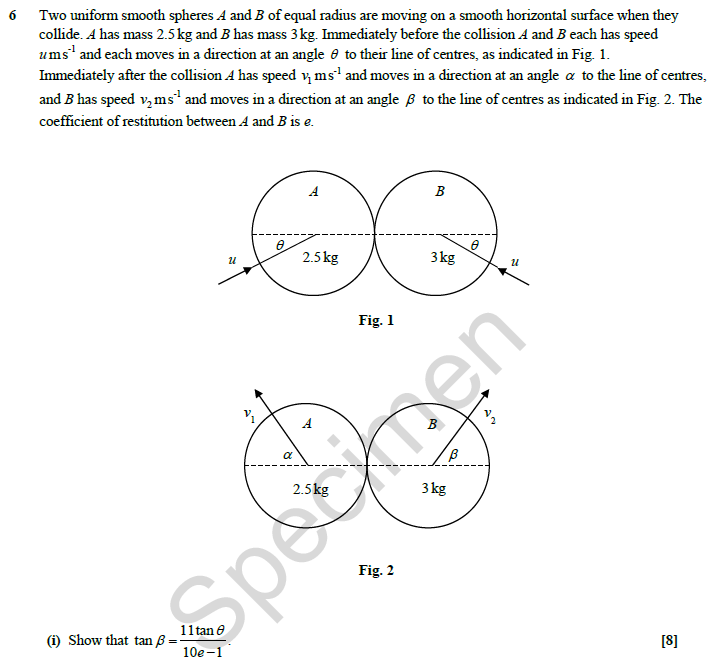 6 Two uniform smooth spheres A and B of equal radius are moving on a smooth horizontal surface when they
collide. A has mass 2.5 kg and B has mass 3 kg. Immediately before the collision A and B each has speed
u m s⁻¹ and each moves in a direction at an angle θ to their line of centres, as indicated in Fig. 1.
Immediately after the collision A has speed v₁ m s⁻¹ and moves in a direction at an angle α to the line of centres,
and B has speed v₂ m s⁻¹ and moves in a direction at an angle β to the line of centres as indicated in Fig. 2. The
coefficient of restitution between A and B is e.
A B
θ θ
u 2.5 kg 3 kg u
Fig. 1
v₁ A B v₂
α β
2.5 kg 3 kg
Fig. 2
Specimen
(i) Show that tan β = 11 tan θ / (10e − 1). [8]